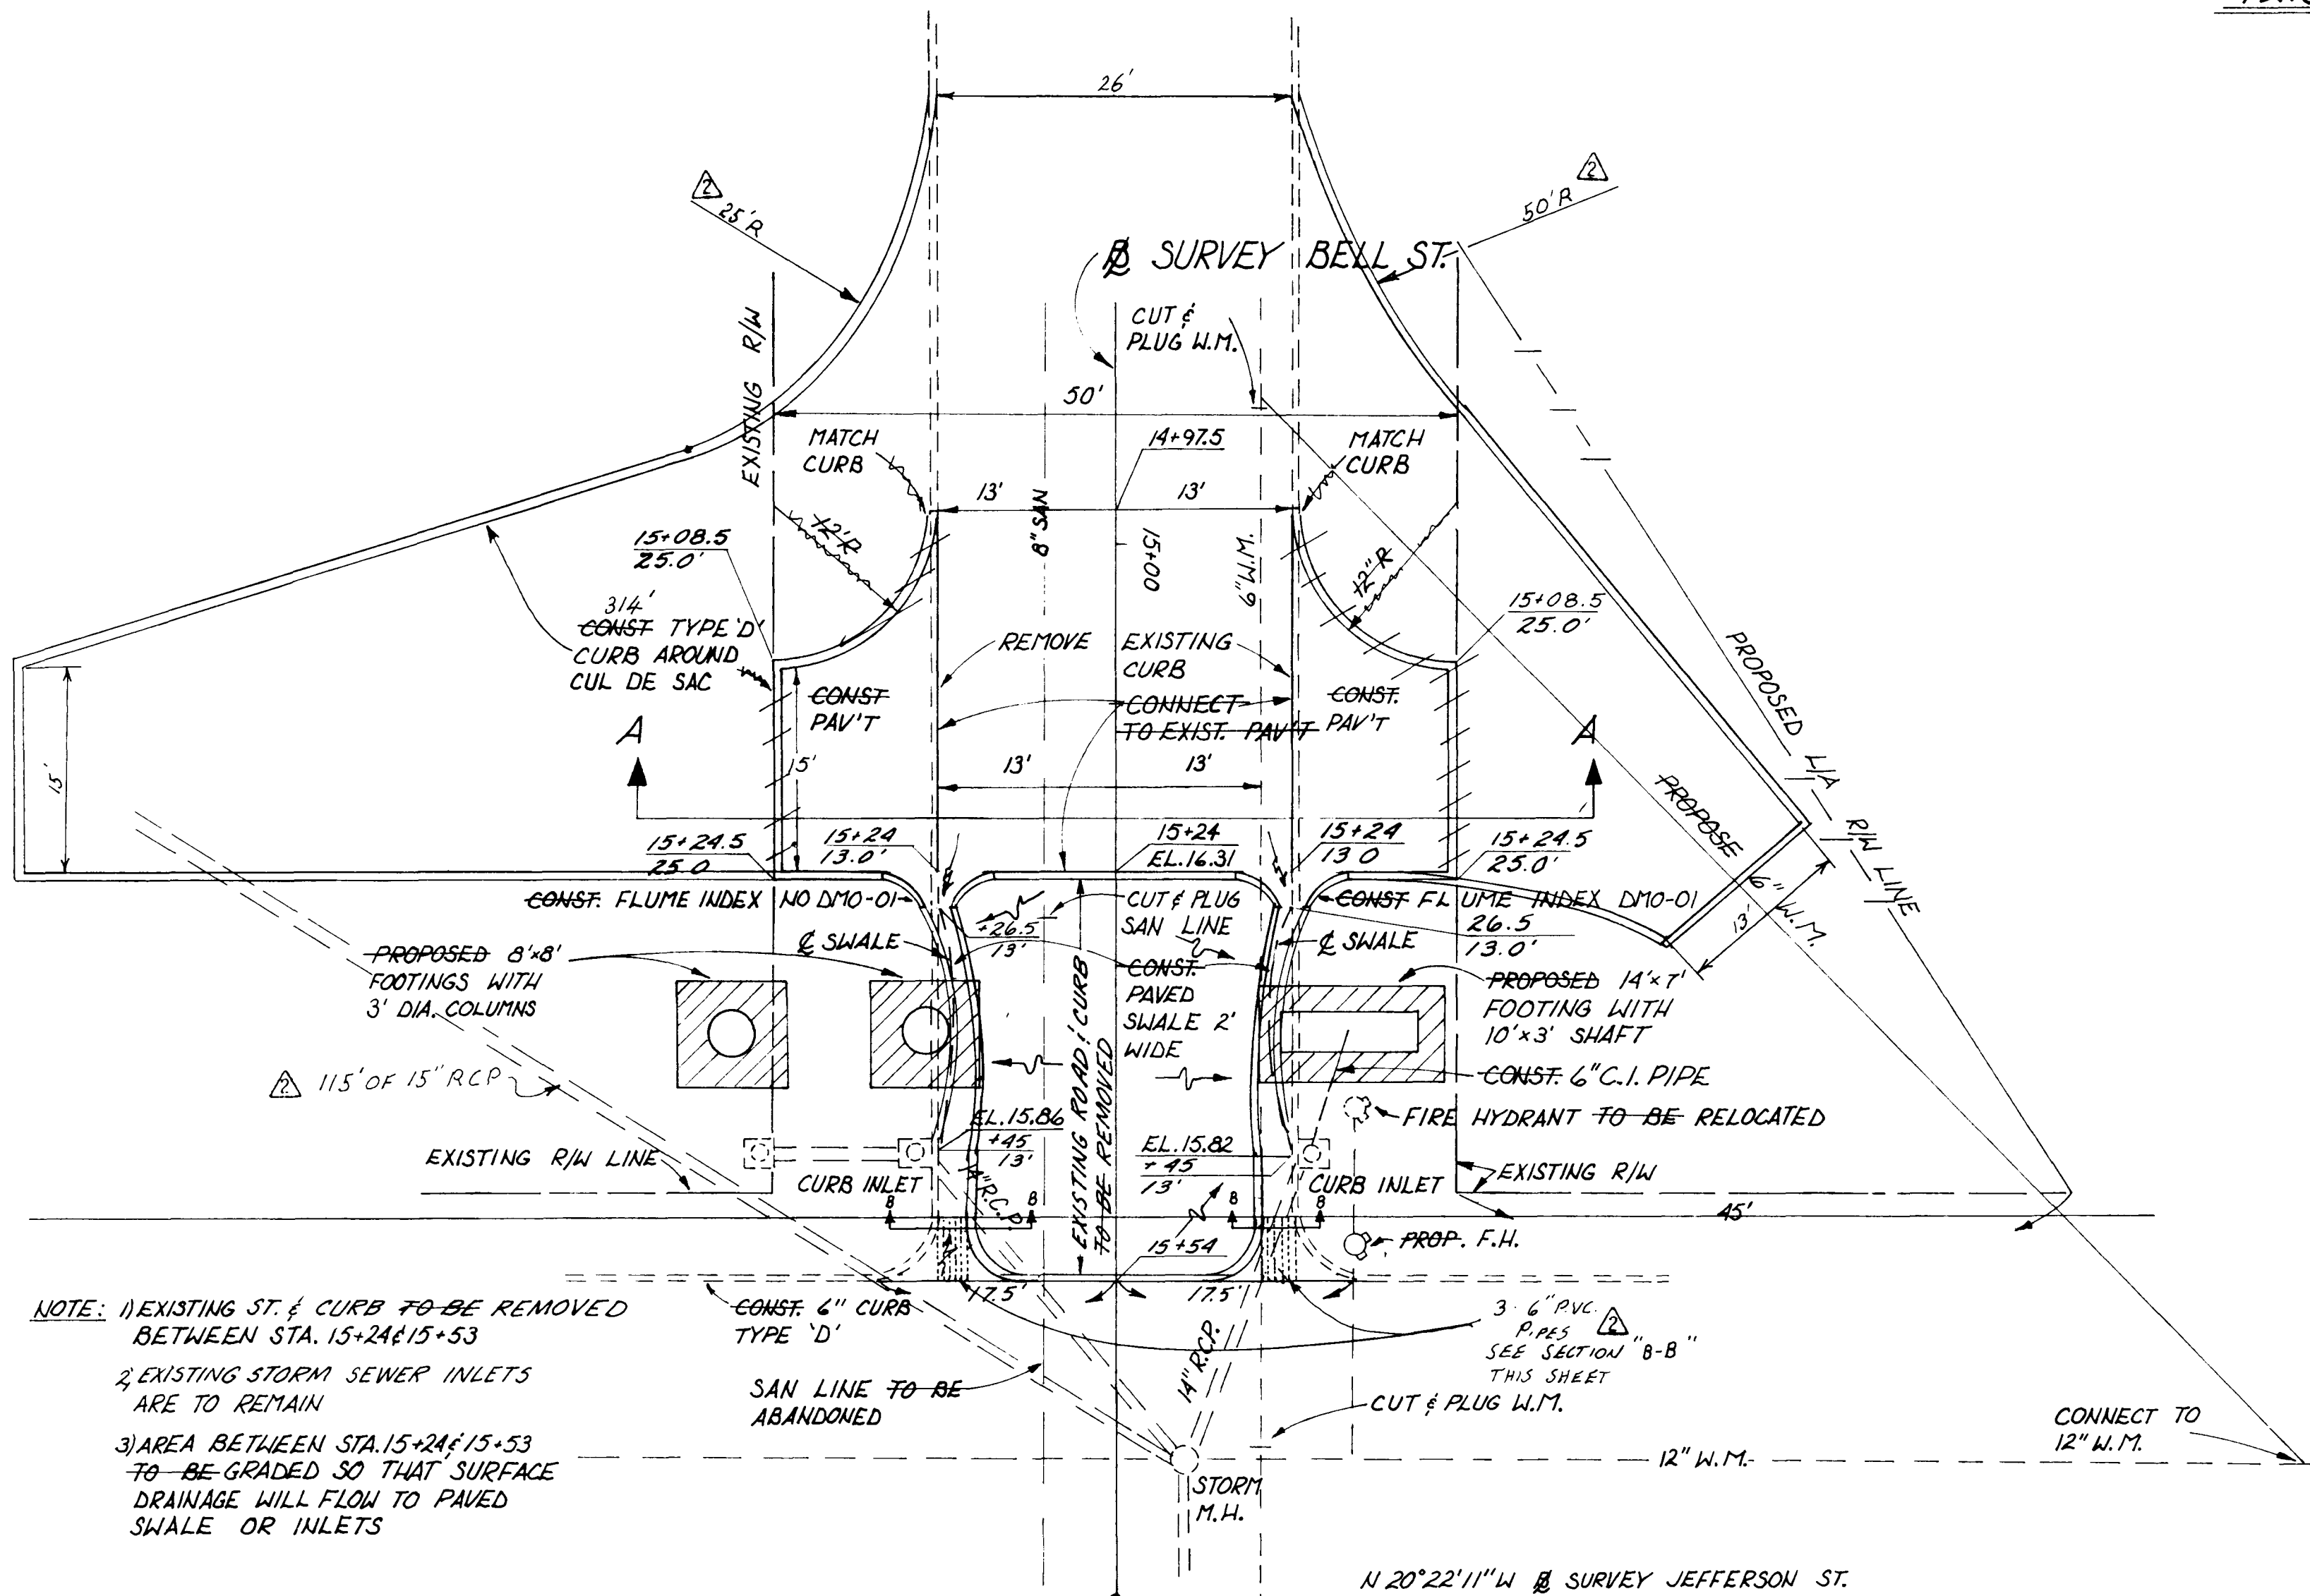 26'
2
25'R
2
50'R
℄ SURVEY BELL ST.
EXISTING R/W
CUT &
PLUG W.M.
50'
MATCH
CURB
14+97.5
MATCH
CURB
13'
13'
8" SAN
15+00
6" W.M.
12'R
12" R
15+08.5
25.0'
15+08.5
25.0'
314'
CONST TYPE 'D'
CURB AROUND
CUL DE SAC
REMOVE EXISTING
CURB
CONST
PAV'T
CONNECT
TO EXIST. PAV'T
CONST.
PAV'T
PROPOSED L/A R/W LINE
A
A
15'
15'
13'
13'
PROPOSE 6" W.M.
13'
15+24.5
25.0
15+24
13.0'
15+24
EL.16.31
15+24
13.0
15+24.5
25.0'
CONST. FLUME INDEX NO DMO-01
CUT & PLUG
SAN LINE
CONST FLUME INDEX DMO-01
+26.5
13'
26.5
13.0'
℄ SWALE
℄ SWALE
PROPOSED 8'x8'
FOOTINGS WITH
3' DIA. COLUMNS
CONST.
PAVED
SWALE 2'
WIDE
PROPOSED 14'x7'
FOOTING WITH
10'x3' SHAFT
EXISTING ROAD & CURB
TO BE REMOVED
2 115' OF 15" RCP
CONST. 6" C.I. PIPE
FIRE HYDRANT TO BE RELOCATED
EL.15.86
+45
13'
EL.15.82
+45
13'
EXISTING R/W LINE
CURB INLET
14" R.C.P.
CURB INLET
EXISTING R/W
B
B
B
B
45'
15+54
PROP. F.H.
17.5'
17.5'
NOTE: 1) EXISTING ST. & CURB TO BE REMOVED
BETWEEN STA. 15+24 & 15+53
CONST. 6" CURB
TYPE 'D'
3-6" P.VC.
PIPES 2
SEE SECTION "B-B"
THIS SHEET
2) EXISTING STORM SEWER INLETS
ARE TO REMAIN
SAN LINE TO BE
ABANDONED
14" R.C.P.
CUT & PLUG W.M.
3) AREA BETWEEN STA. 15+24 & 15+53
TO BE GRADED SO THAT SURFACE
DRAINAGE WILL FLOW TO PAVED
SWALE OR INLETS
CONNECT TO
12" W.M.
12" W.M.
STORM
M.H.
N 20°22'11" W ℄ SURVEY JEFFERSON ST.